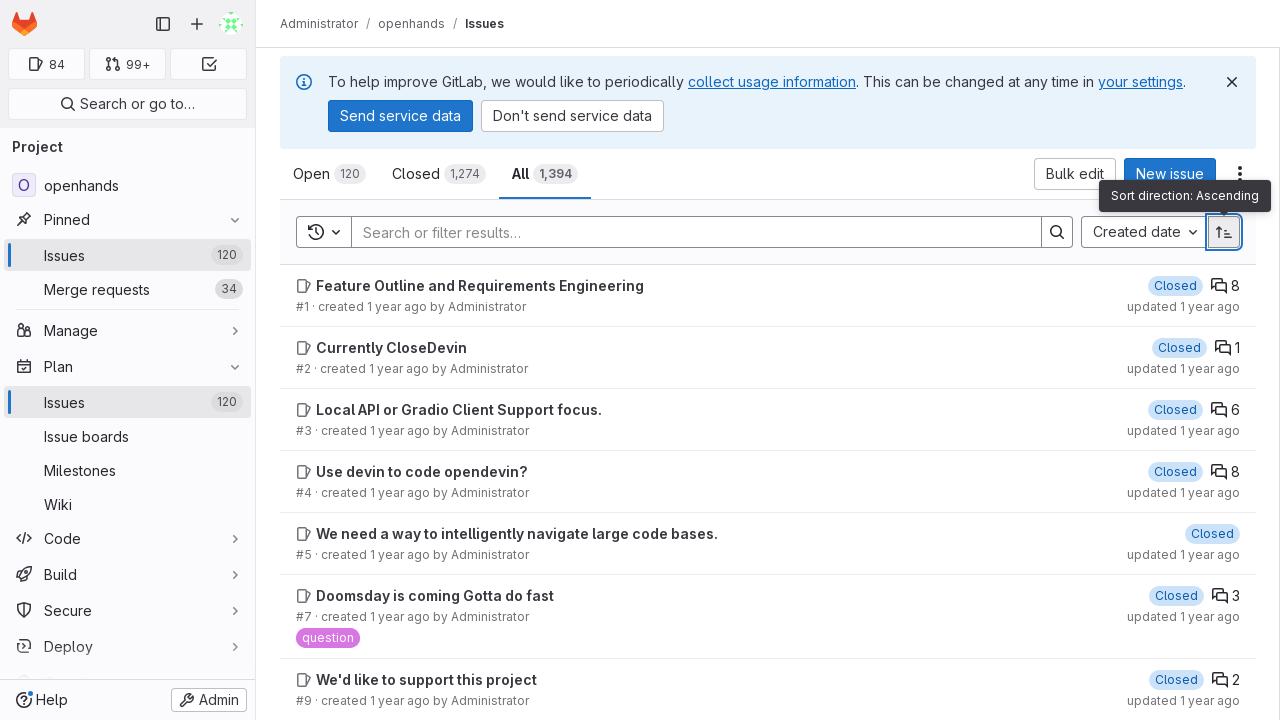 Administrator / openhands / Issues
84
99+
Search or go to…
Project
O openhands
Pinned
Issues 120
Merge requests 34
Manage
Plan
Issues 120
Issue boards
Milestones
Wiki
Code
Build
Secure
Deploy
Help
Admin
To help improve GitLab, we would like to periodically collect usage information. This can be changed at any time in your settings.
Send service data
Don't send service data
Open 120
Closed 1,274
All 1,394
Bulk edit
New issue
Sort direction: Ascending
Search or filter results…
Created date
Feature Outline and Requirements Engineering
Closed 8
#1 · created 1 year ago by Administrator
updated 1 year ago
Currently CloseDevin
Closed 1
#2 · created 1 year ago by Administrator
updated 1 year ago
Local API or Gradio Client Support focus.
Closed 6
#3 · created 1 year ago by Administrator
updated 1 year ago
Use devin to code opendevin?
Closed 8
#4 · created 1 year ago by Administrator
updated 1 year ago
We need a way to intelligently navigate large code bases.
Closed
#5 · created 1 year ago by Administrator
updated 1 year ago
Doomsday is coming Gotta do fast
Closed 3
#7 · created 1 year ago by Administrator
updated 1 year ago
question
We'd like to support this project
Closed 2
#9 · created 1 year ago by Administrator
updated 1 year ago